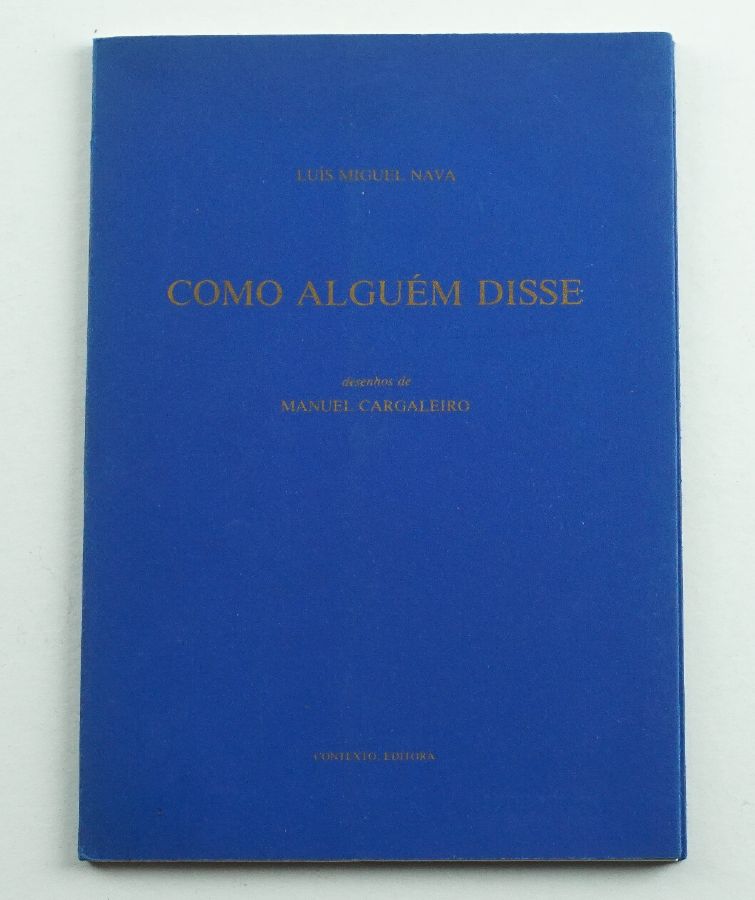 LUÍS MIGUEL NAVA
COMO ALGUÉM DISSE
desenhos de
MANUEL CARGALEIRO
CONTEXTO, EDITORA